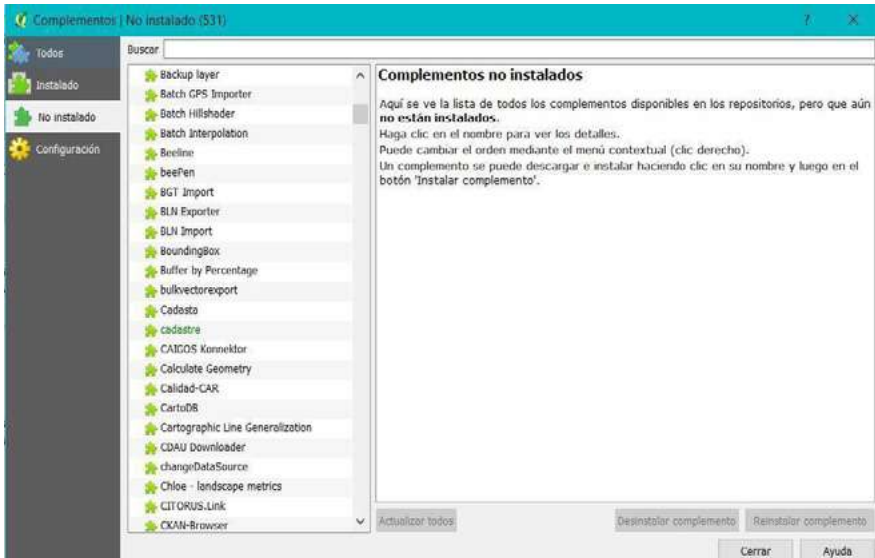 Complementos | No instalado (531)
? X
Todos
Instalado
No instalado
Configuración
Buscar
Backup layer
Batch GPS Importer
Batch Hillshader
Batch Interpolation
Beeline
beePen
BGT Import
BLN Exporter
BLN Import
BoundingBox
Buffer by Percentage
bulkvectorexport
Cadasta
cadastre
CAIGOS Konnektor
Calculate Geometry
Calidad-CAR
CartoDB
Cartographic Line Generalization
CDAU Downloader
changeDataSource
Chloe - landscape metrics
CITORUS.Link
CKAN-Browser
Complementos no instalados
Aquí se ve la lista de todos los complementos disponibles en los repositorios, pero que aún
no están instalados.
Haga clic en el nombre para ver los detalles.
Puede cambiar el orden mediante el menú contextual (clic derecho).
Un complemento se puede descargar e instalar haciendo clic en su nombre y luego en el
botón 'Instalar complemento'.
Actualizar todos
Desinstalar complemento
Reinstalar complemento
Cerrar
Ayuda